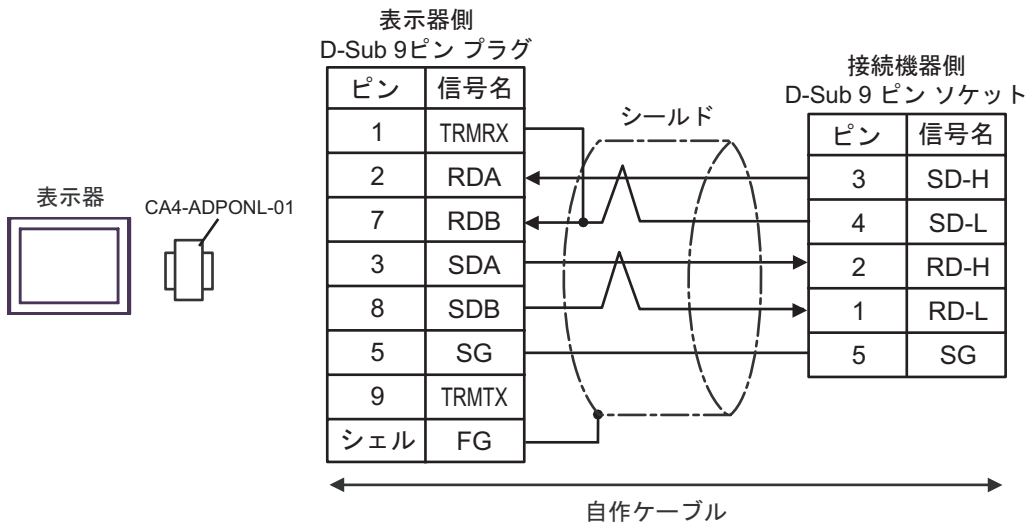 表示器側
D-Sub 9ピン プラグ
接続機器側
D-Sub 9 ピン ソケット
表示器
CA4-ADPONL-01
シールド
ピン 信号名
1 TRMRX
2 RDA
7 RDB
3 SDA
8 SDB
5 SG
9 TRMTX
シェル FG
ピン 信号名
3 SD-H
4 SD-L
2 RD-H
1 RD-L
5 SG
自作ケーブル